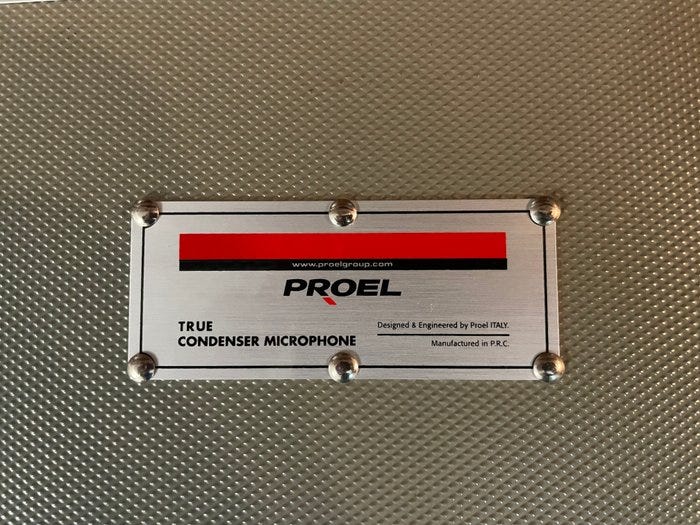 www.proelgroup.com
PROEL
TRUE
CONDENSER MICROPHONE
Designed & Engineered by Proel ITALY.
Manufactured in P.R.C.